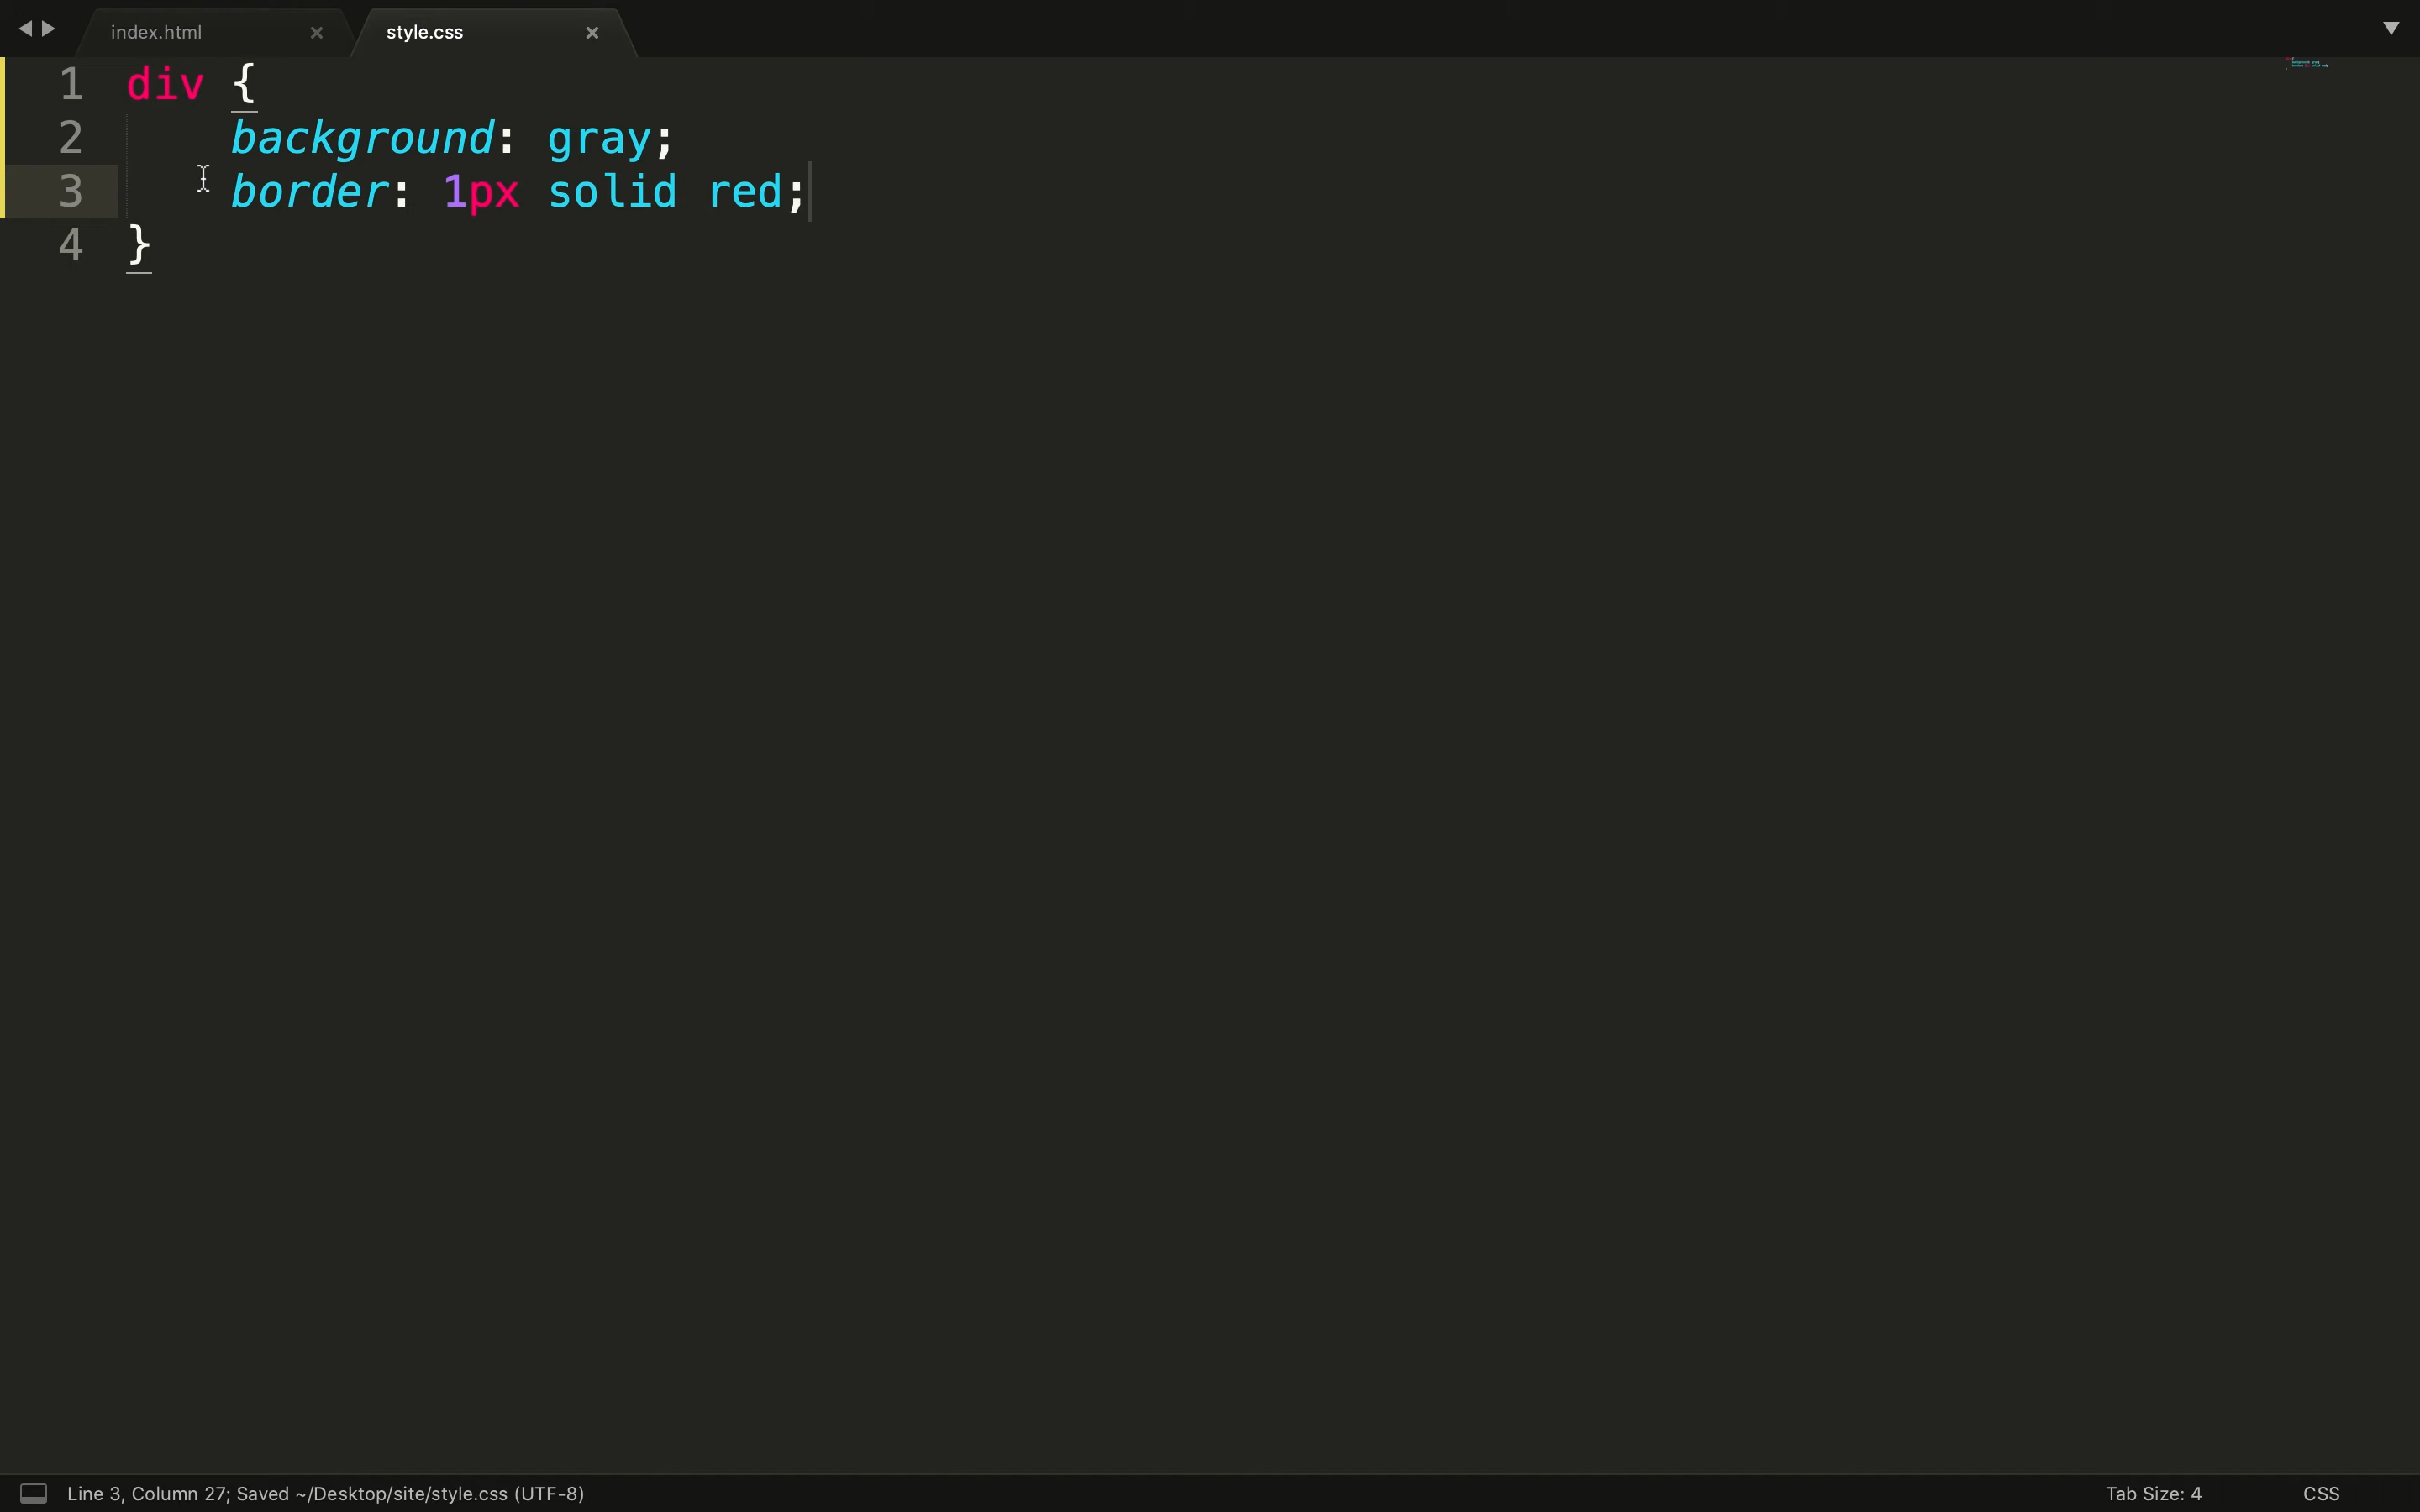 index.html × style.css ×
1 div {
2 background: gray;
3 border: 1px solid red;
4 }
Line 3, Column 27; Saved ~/Desktop/site/style.css (UTF-8) Tab Size: 4 CSS